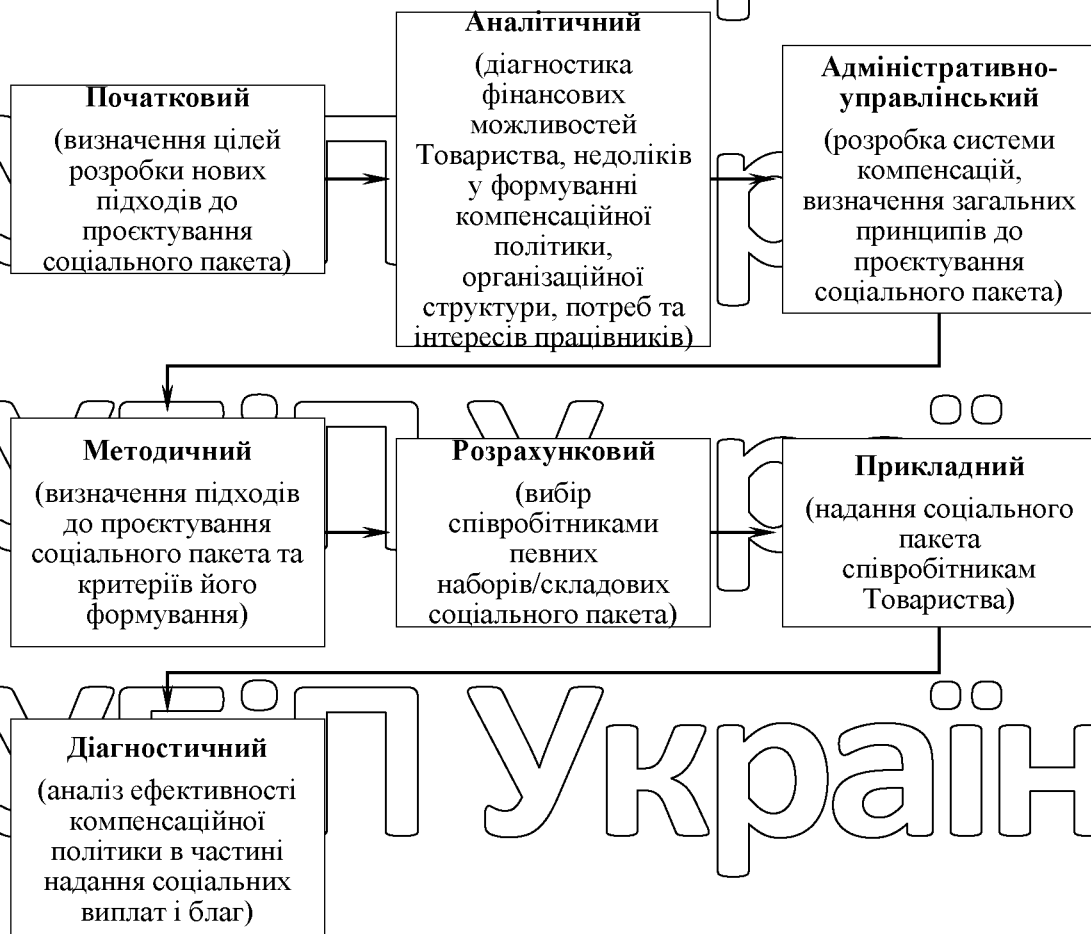 Початковий
(визначення цілей
розробки нових
підходів до
проєктування
соціального пакета)
Аналітичний
(діагностика
фінансових
можливостей
Товариства, недоліків
у формуванні
компенсаційної
політики,
організаційної
структури, потреб та
інтересів працівників)
Адміністративно-
управлінський
(розробка системи
компенсацій,
визначення загальних
принципів до
проєктування
соціального пакета)
Методичний
(визначення підходів
до проєктування
соціального пакета та
критеріїв його
формування)
Розрахунковий
(вибір
співробітниками
певних
наборів/складових
соціального пакета)
Прикладний
(надання соціального
пакета
співробітникам
Товариства)
Діагностичний
(аналіз ефективності
компенсаційної
політики в частині
надання соціальних
виплат і благ)
Україн